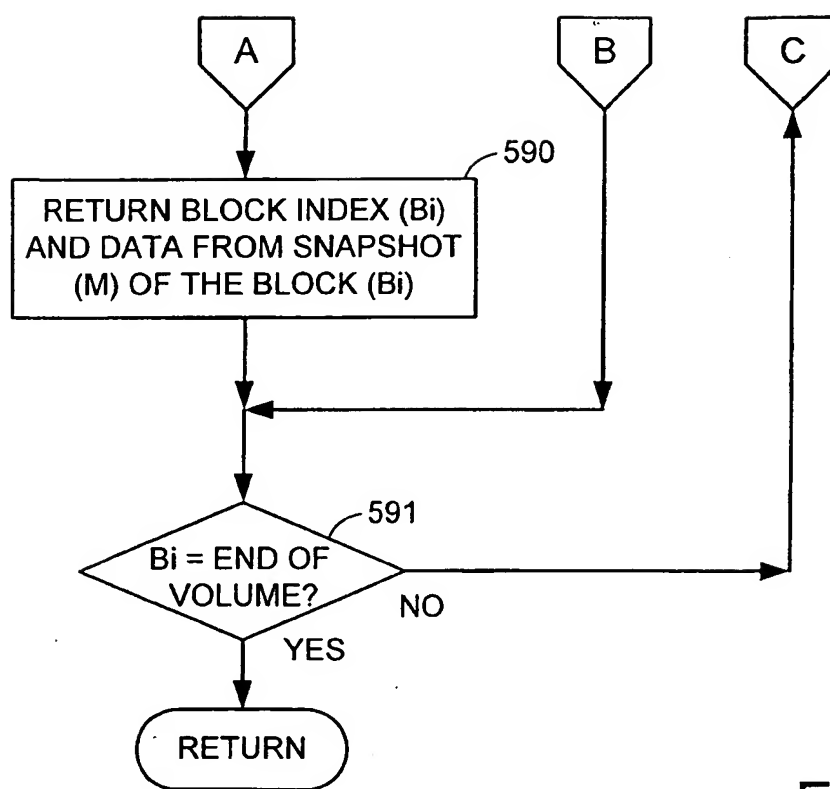 A
B
C
590
RETURN BLOCK INDEX (Bi)
AND DATA FROM SNAPSHOT
(M) OF THE BLOCK (Bi)
591
Bi = END OF
VOLUME?
NO
YES
RETURN